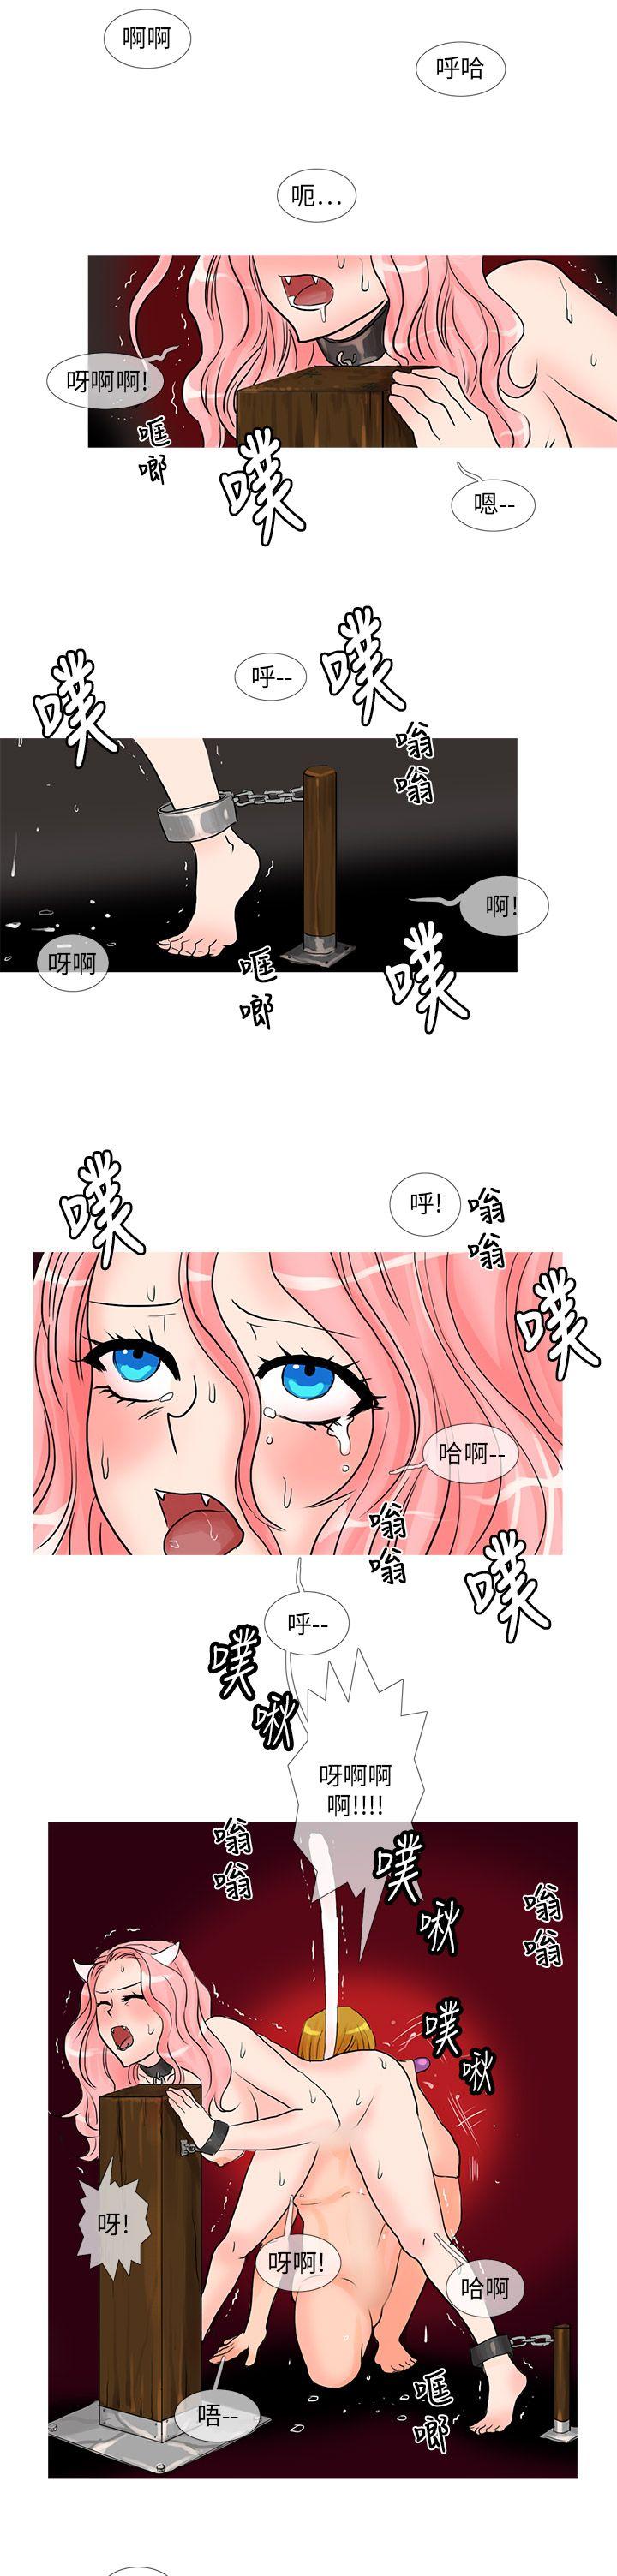 啊啊
呼哈
呃...
呀啊啊!
哐
啷
噗
嗯--
噗
呼--
噗
嗡
嗡
啊!
呀啊
哐
啷
噗
噗
呼!
嗡
嗡
噗
哈啊--
嗡
嗡
噗
呼--
噗
啾
呀啊啊
啊!!!!
嗡
嗡
噗
啾
嗡
嗡
噗
啾
呀!
呀啊!
哈啊
唔--
哐
啷